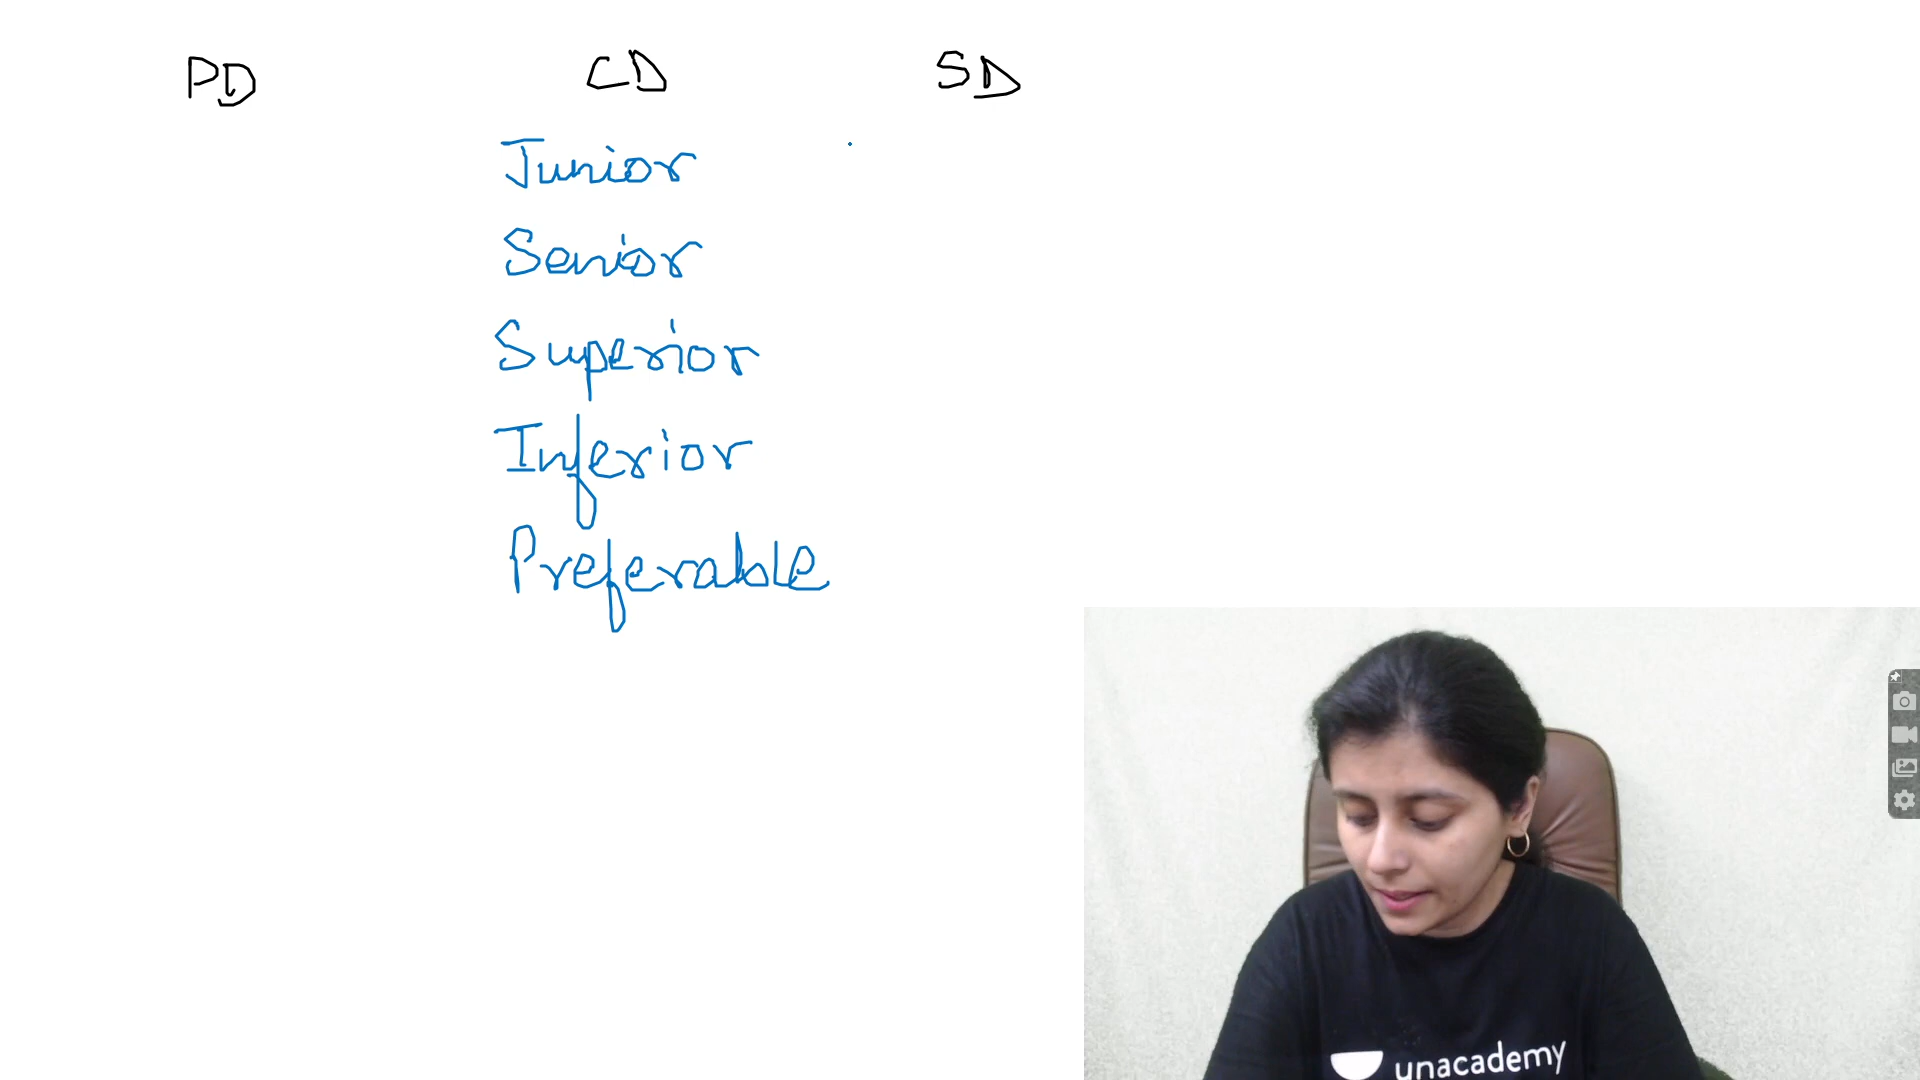 PD CD SD
Junior
Senior
Superior
Inferior
Preferable
unacademy